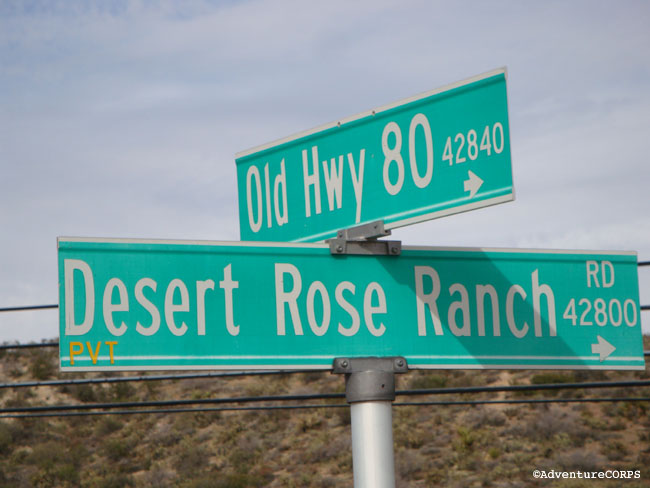 Old Hwy 80 42840
Desert Rose Ranch RD
42800
PVT
©AdventureCORPS